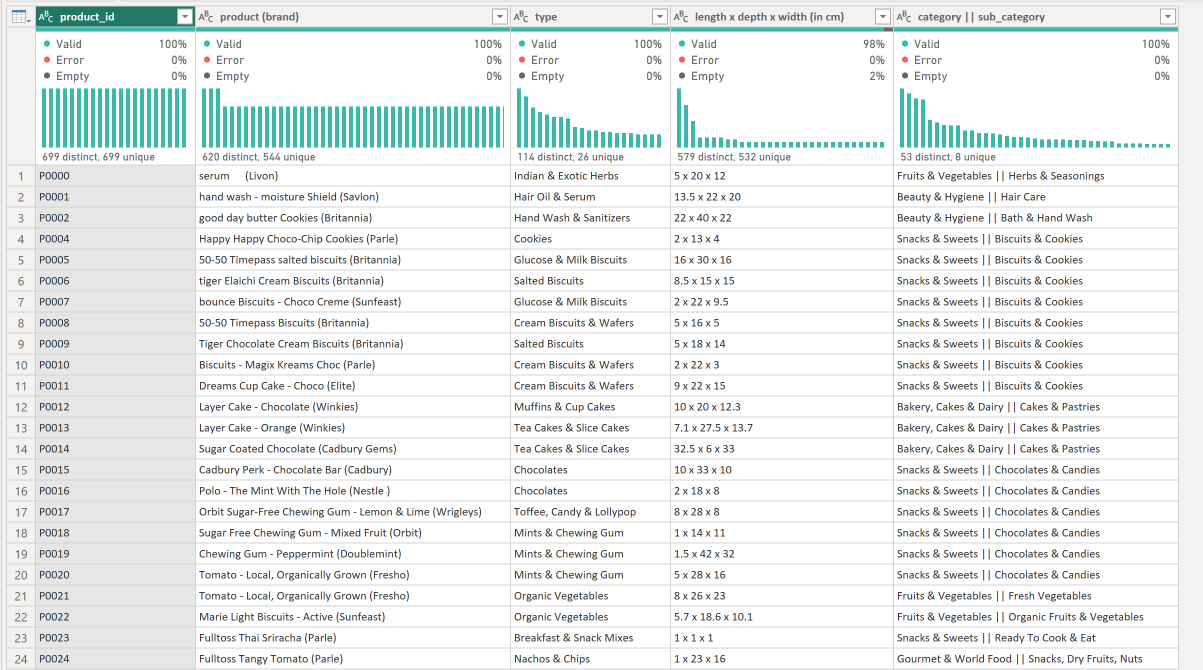 product_id product (brand) type length x depth x width (in cm) category || sub_category
Valid 100% Valid 100% Valid 100% Valid 98% Valid 100%
Error 0% Error 0% Error 0% Error 0% Error 0%
Empty 0% Empty 0% Empty 0% Empty 2% Empty 0%
699 distinct, 699 unique 620 distinct, 544 unique 114 distinct, 26 unique 579 distinct, 532 unique 53 distinct, 8 unique
1 P0000 serum (Livon) Indian & Exotic Herbs 5 x 20 x 12 Fruits & Vegetables || Herbs & Seasonings
2 P0001 hand wash - moisture Shield (Savlon) Hair Oil & Serum 13.5 x 22 x 20 Beauty & Hygiene || Hair Care
3 P0002 good day butter Cookies (Britannia) Hand Wash & Sanitizers 22 x 40 x 22 Beauty & Hygiene || Bath & Hand Wash
4 P0004 Happy Happy Choco-Chip Cookies (Parle) Cookies 2 x 13 x 4 Snacks & Sweets || Biscuits & Cookies
5 P0005 50-50 Timepass salted biscuits (Britannia) Glucose & Milk Biscuits 16 x 30 x 16 Snacks & Sweets || Biscuits & Cookies
6 P0006 tiger Elaichi Cream Biscuits (Britannia) Salted Biscuits 8.5 x 15 x 15 Snacks & Sweets || Biscuits & Cookies
7 P0007 bounce Biscuits - Choco Creme (Sunfeast) Glucose & Milk Biscuits 2 x 22 x 9.5 Snacks & Sweets || Biscuits & Cookies
8 P0008 50-50 Timepass Biscuits (Britannia) Cream Biscuits & Wafers 5 x 16 x 5 Snacks & Sweets || Biscuits & Cookies
9 P0009 Tiger Chocolate Cream Biscuits (Britannia) Salted Biscuits 5 x 18 x 14 Snacks & Sweets || Biscuits & Cookies
10 P0010 Biscuits - Magix Kreams Choc (Parle) Cream Biscuits & Wafers 2 x 22 x 3 Snacks & Sweets || Biscuits & Cookies
11 P0011 Dreams Cup Cake - Choco (Elite) Cream Biscuits & Wafers 9 x 22 x 15 Snacks & Sweets || Biscuits & Cookies
12 P0012 Layer Cake - Chocolate (Winkies) Muffins & Cup Cakes 10 x 20 x 12.3 Bakery, Cakes & Dairy || Cakes & Pastries
13 P0013 Layer Cake - Orange (Winkies) Tea Cakes & Slice Cakes 7.1 x 27.5 x 13.7 Bakery, Cakes & Dairy || Cakes & Pastries
14 P0014 Sugar Coated Chocolate (Cadbury Gems) Tea Cakes & Slice Cakes 32.5 x 6 x 33 Bakery, Cakes & Dairy || Cakes & Pastries
15 P0015 Cadbury Perk - Chocolate Bar (Cadbury) Chocolates 10 x 33 x 10 Snacks & Sweets || Chocolates & Candies
16 P0016 Polo - The Mint With The Hole (Nestle ) Chocolates 2 x 18 x 8 Snacks & Sweets || Chocolates & Candies
17 P0017 Orbit Sugar-Free Chewing Gum - Lemon & Lime (Wrigleys) Toffee, Candy & Lollypop 8 x 28 x 8 Snacks & Sweets || Chocolates & Candies
18 P0018 Sugar Free Chewing Gum - Mixed Fruit (Orbit) Mints & Chewing Gum 1 x 14 x 11 Snacks & Sweets || Chocolates & Candies
19 P0019 Chewing Gum - Peppermint (Doublemint) Mints & Chewing Gum 1.5 x 42 x 32 Snacks & Sweets || Chocolates & Candies
20 P0020 Tomato - Local, Organically Grown (Fresho) Mints & Chewing Gum 5 x 28 x 16 Snacks & Sweets || Chocolates & Candies
21 P0021 Tomato - Local, Organically Grown (Fresho) Organic Vegetables 8 x 26 x 23 Fruits & Vegetables || Fresh Vegetables
22 P0022 Marie Light Biscuits - Active (Sunfeast) Organic Vegetables 5.7 x 18.6 x 10.1 Fruits & Vegetables || Organic Fruits & Vegetables
23 P0023 Fulltoss Thai Sriracha (Parle) Breakfast & Snack Mixes 1 x 1 x 1 Snacks & Sweets || Ready To Cook & Eat
24 P0024 Fulltoss Tangy Tomato (Parle) Nachos & Chips 1 x 23 x 16 Gourmet & World Food || Snacks, Dry Fruits, Nuts